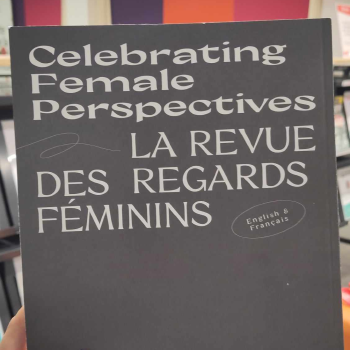 Celebrating
Female
Perspectives
LA REVUE
DES REGARDS
FÉMININS
English &
Français